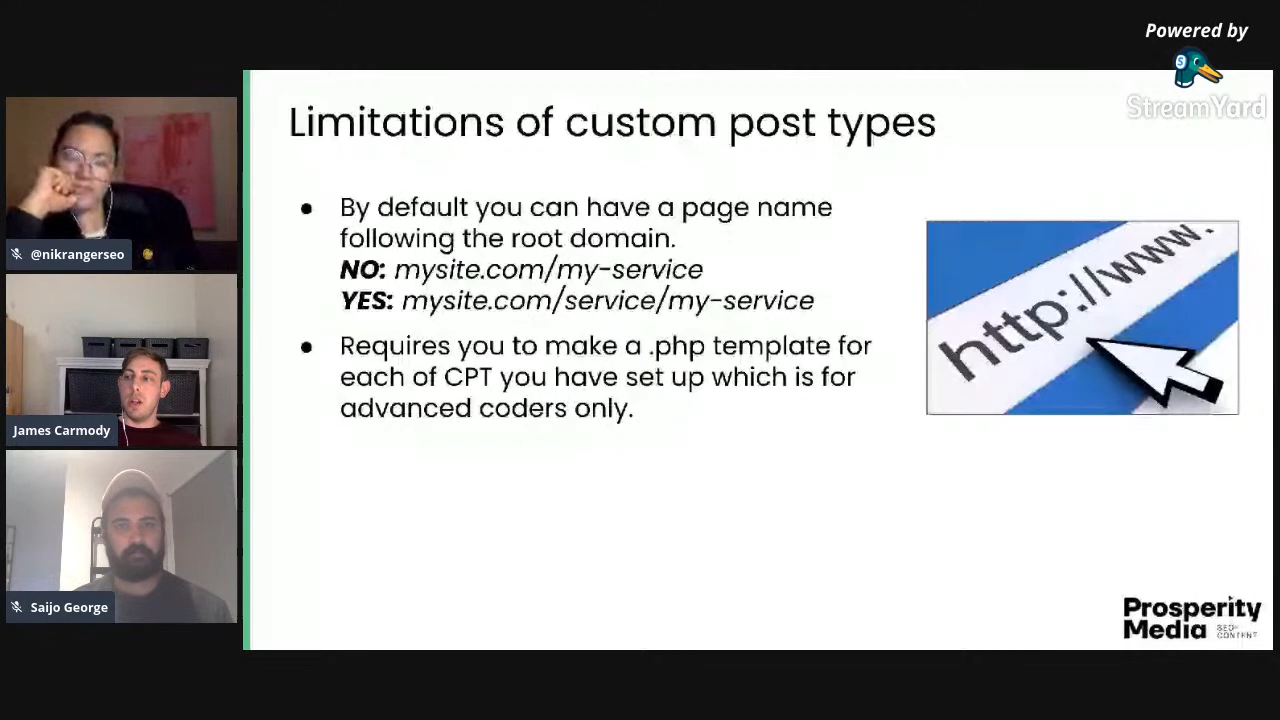 Powered by
StreamYard
Limitations of custom post types
● By default you can have a page name
following the root domain.
NO: mysite.com/my-service
YES: mysite.com/service/my-service
● Requires you to make a .php template for
each of CPT you have set up which is for
advanced coders only.
http://www.
@nikrangerseo
James Carmody
Saijo George
Prosperity
Media SEO+
CONTENT